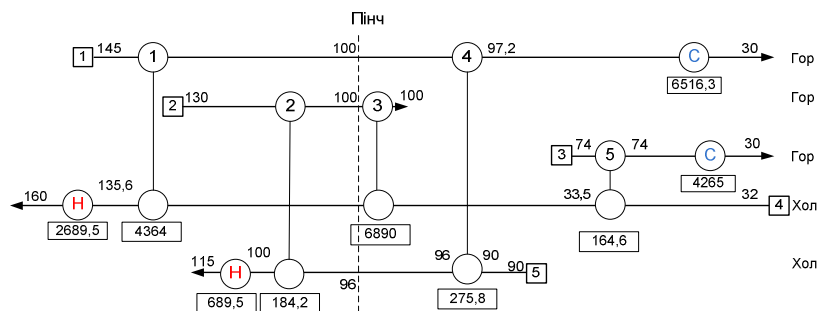 Пінч
1 145 1 100 4 97,2 С 30 Гор
6516,3
2 130 2 100 3 100 Гор
3 74 5 74 С 30 Гор
4265
160 Н 135,6 33,5 32 4 Хол
2689,5 4364 6890 164,6
115 Н 100 96 96 90 90 5 Хол
689,5 184,2 275,8